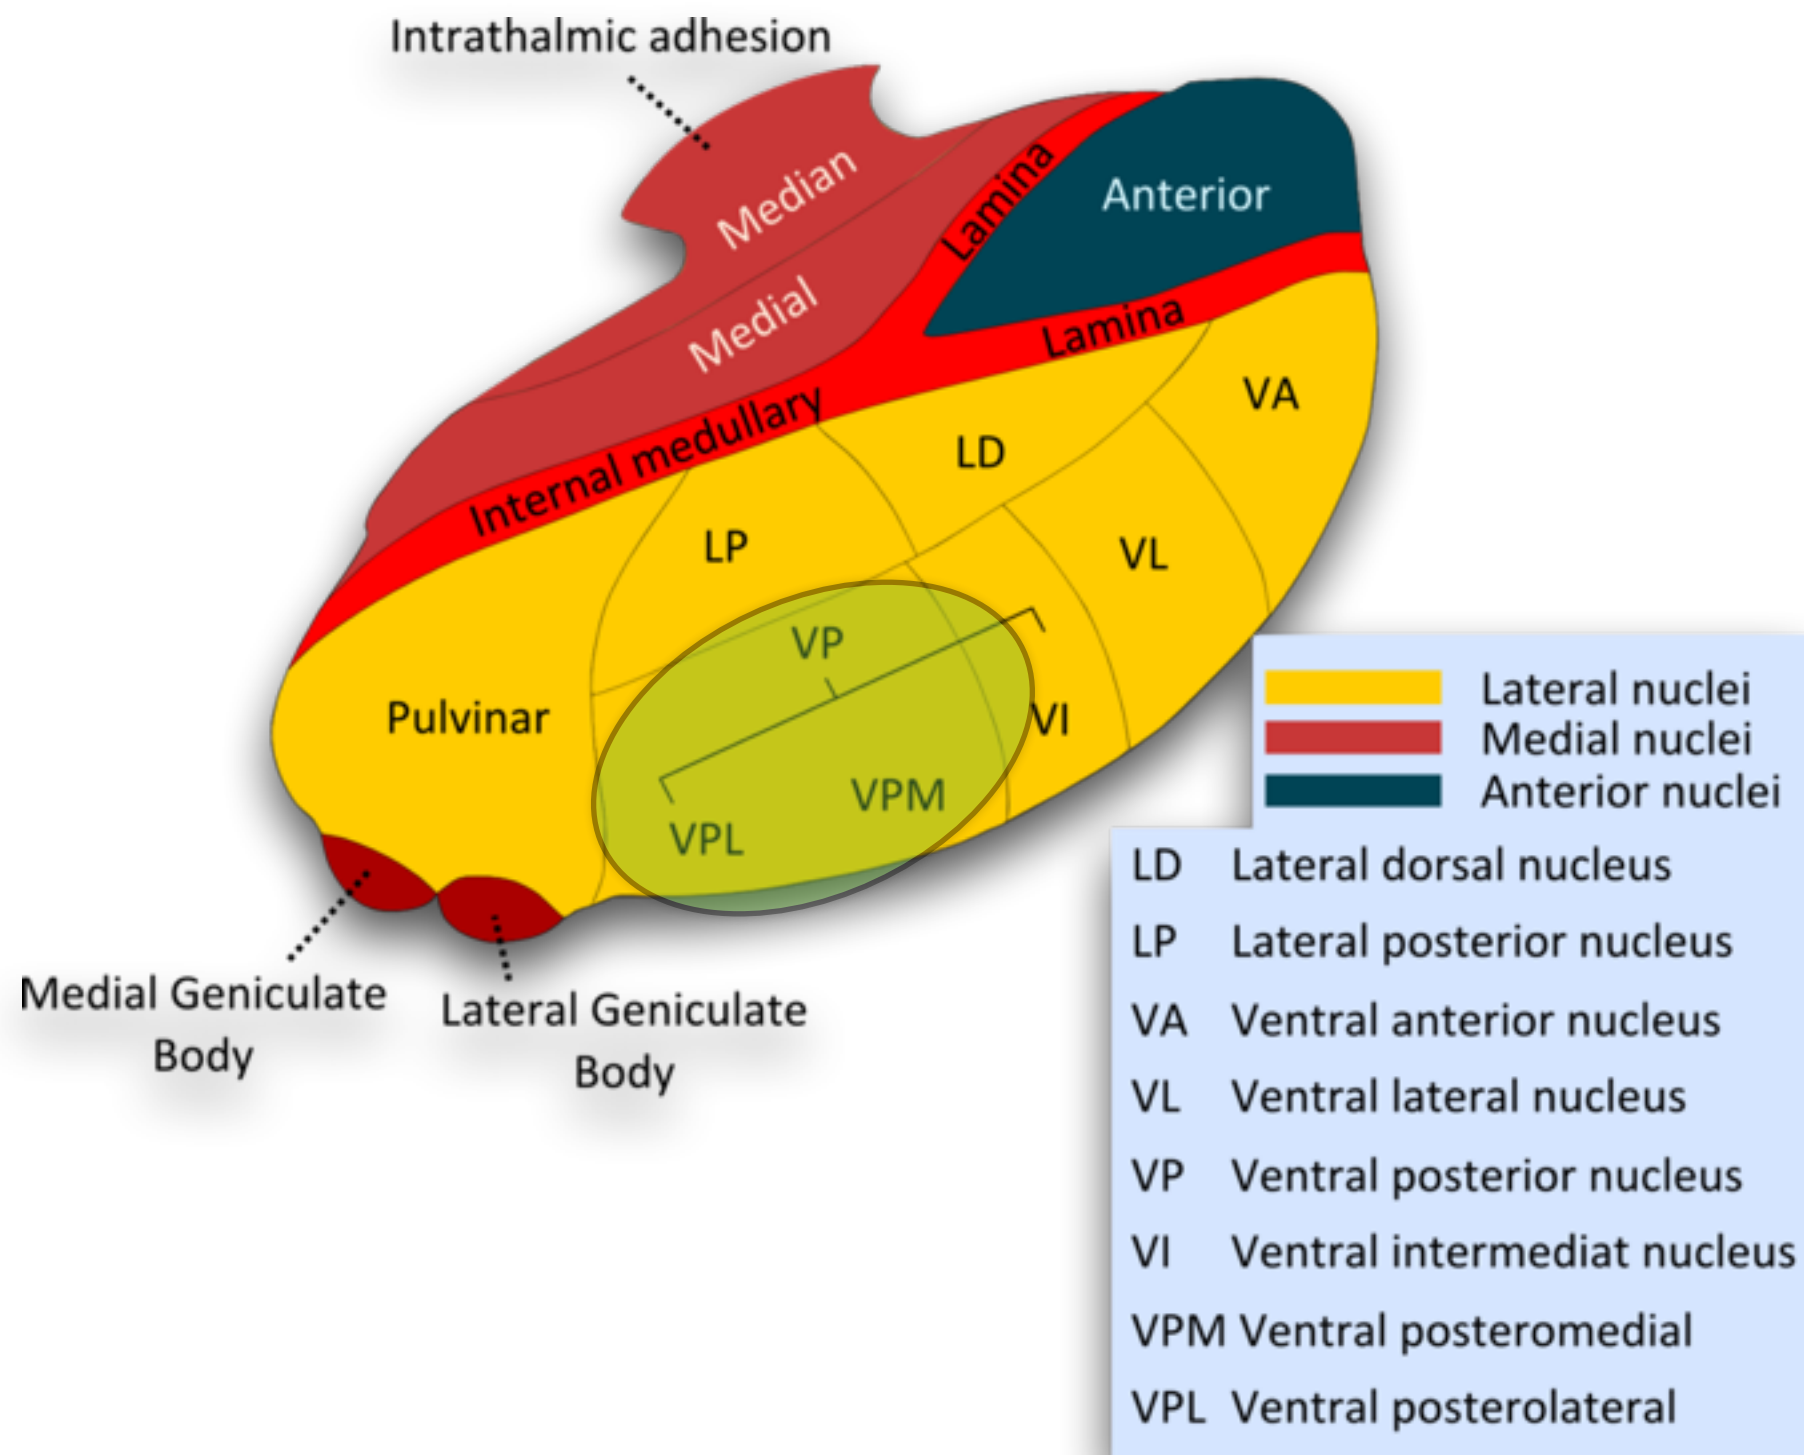 Intrathalmic adhesion
Median
Medial
Lamina
Anterior
Internal medullary
Lamina
LD
VA
LP
VL
VP
Pulvinar
VI
VPM
VPL
Medial Geniculate
Body
Lateral Geniculate
Body
Lateral nuclei
Medial nuclei
Anterior nuclei
LD Lateral dorsal nucleus
LP Lateral posterior nucleus
VA Ventral anterior nucleus
VL Ventral lateral nucleus
VP Ventral posterior nucleus
VI Ventral intermediat nucleus
VPM Ventral posteromedial
VPL Ventral posterolateral